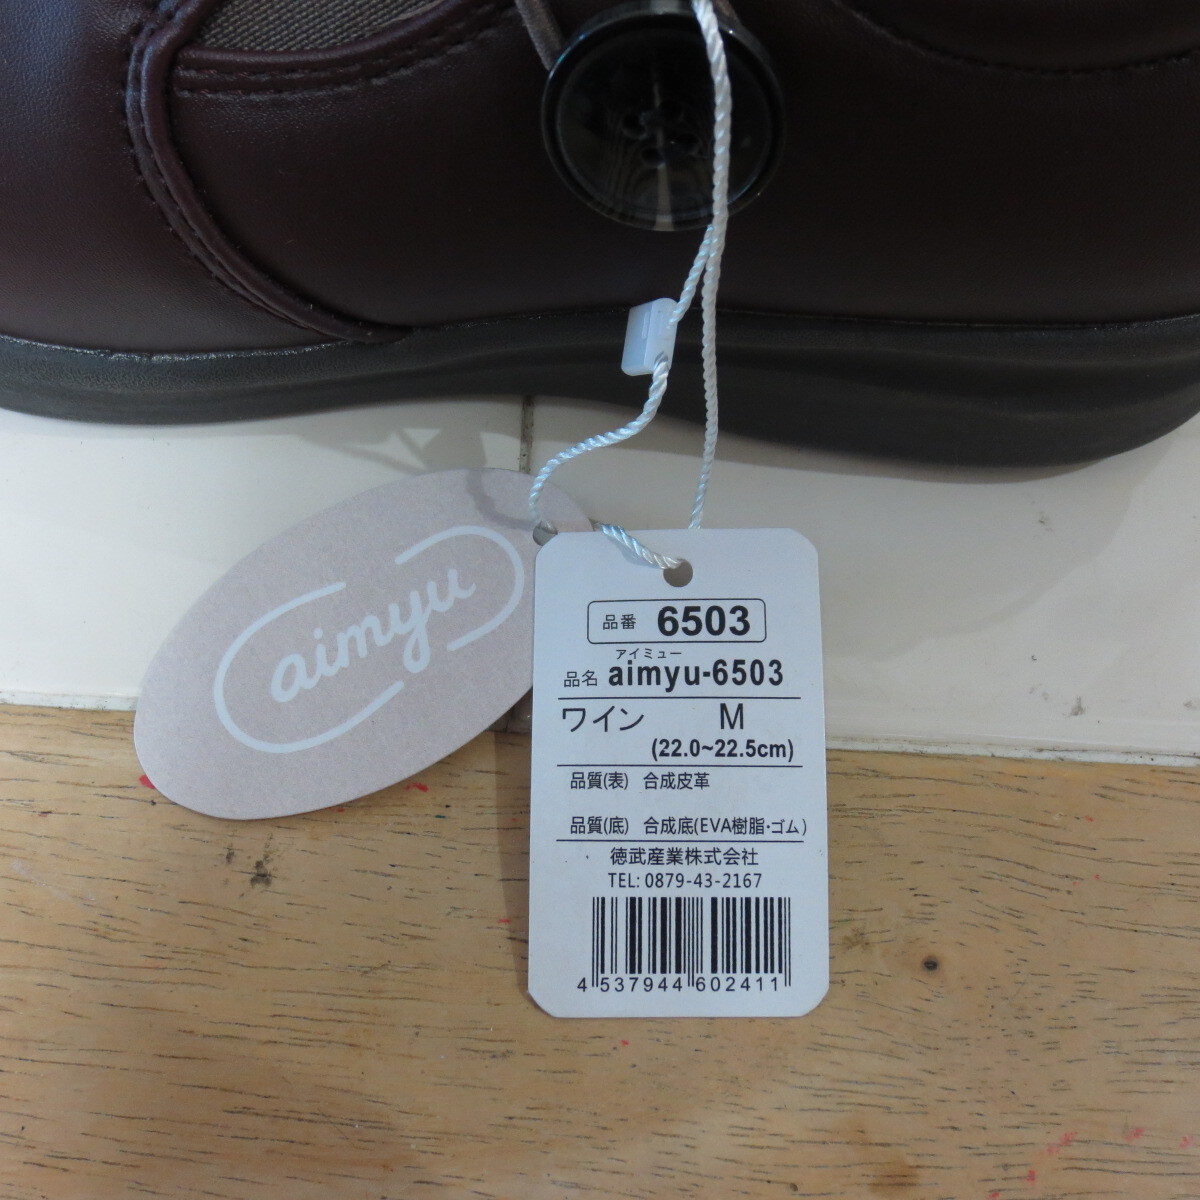 aimyu
品番 6503
アイミュー
品名 aimyu-6503
ワイン M
(22.0~22.5cm)
品質(表) 合成皮革
品質(底) 合成底(EVA樹脂・ゴム)
徳武産業株式会社
TEL: 0879-43-2167
4 537944 602411